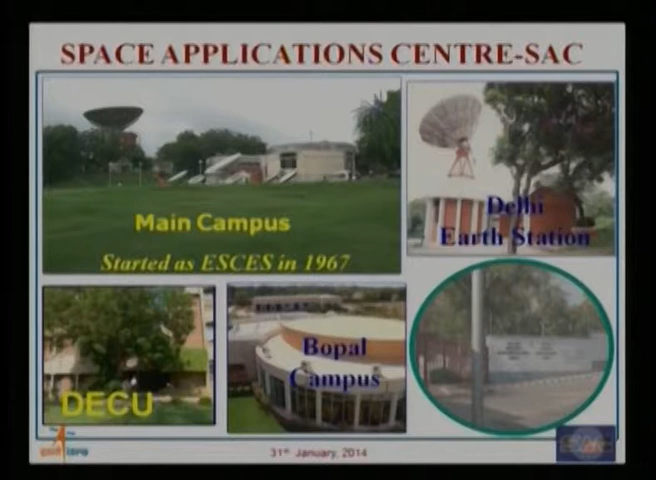 SPACE APPLICATIONS CENTRE-SAC
Main Campus
Started as ESCES in 1967
Delhi
Earth Station
DECU
Bopal
Campus
31st January, 2014